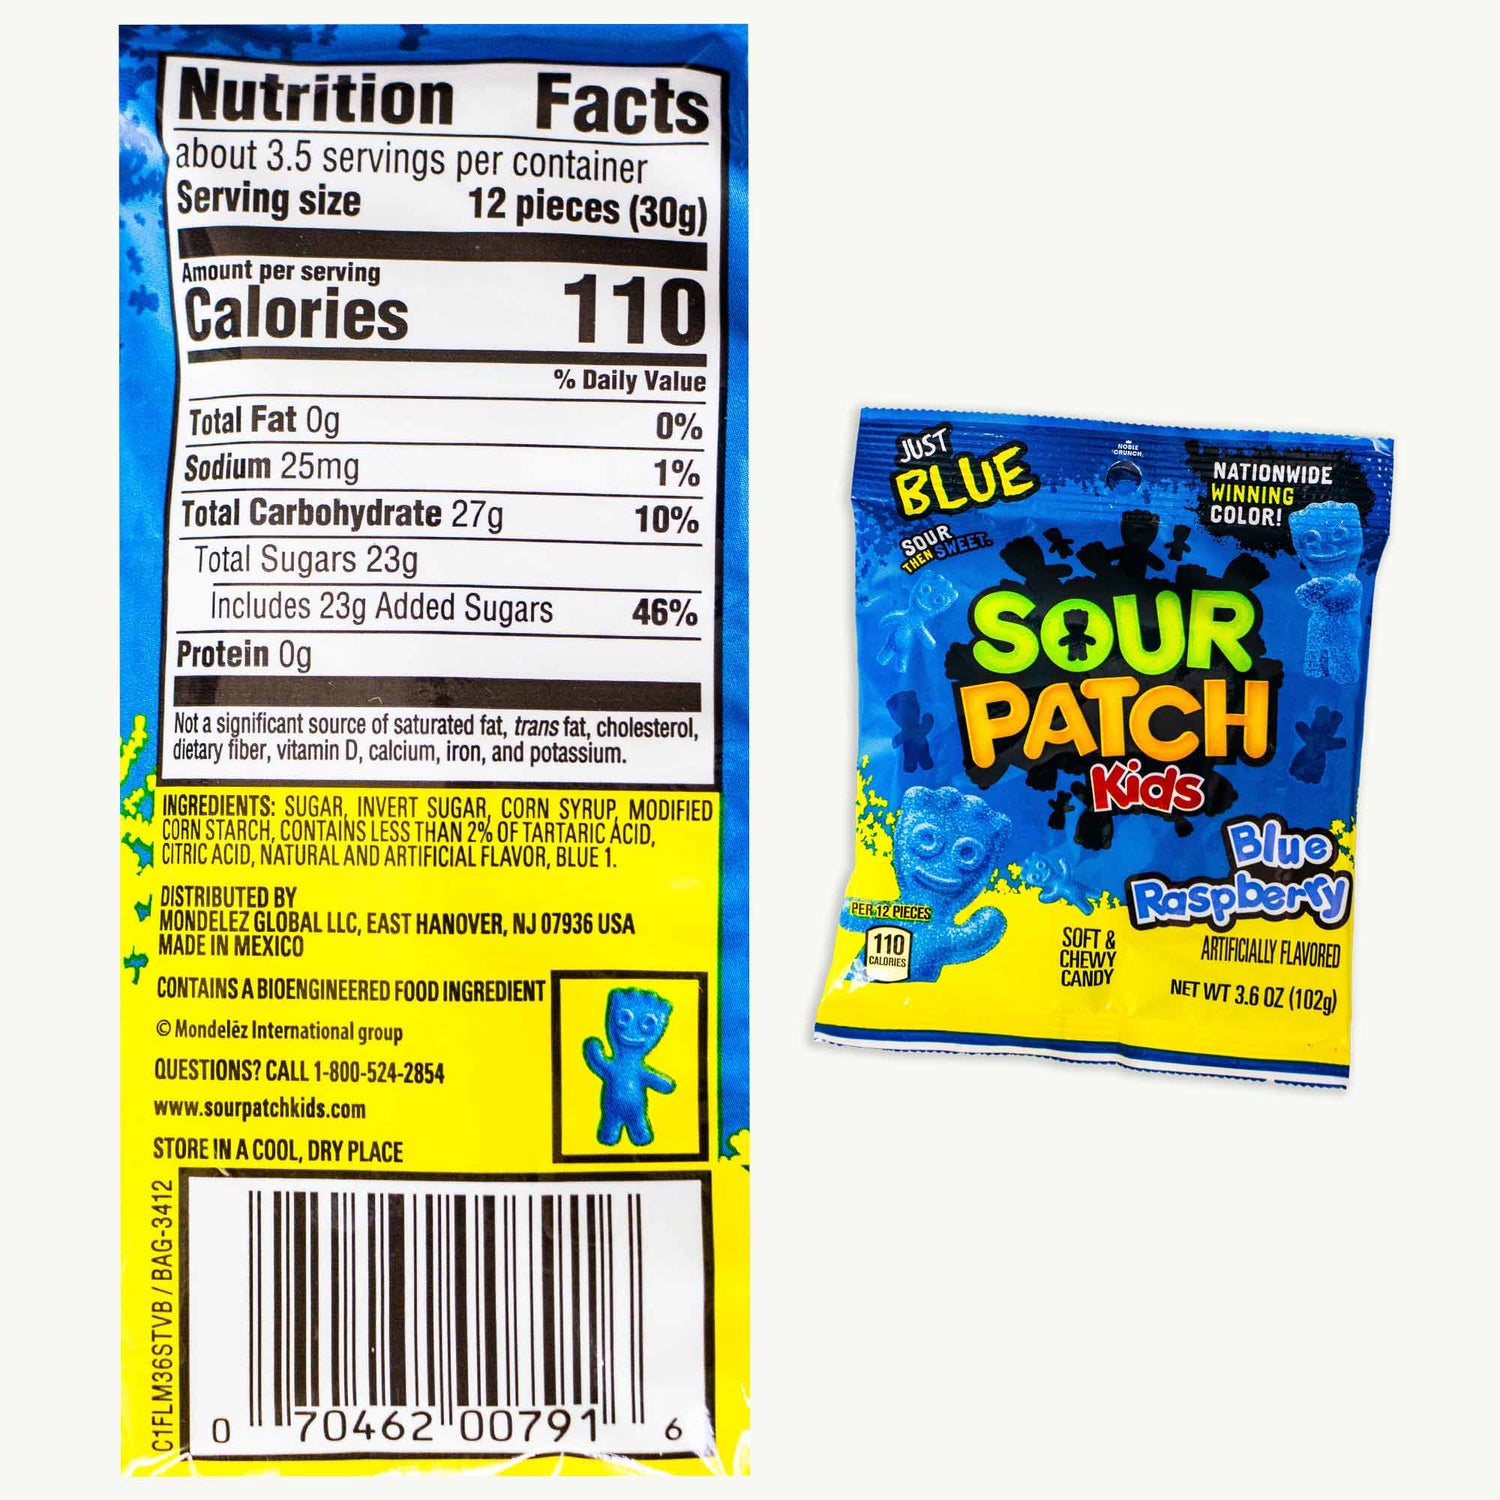 Nutrition Facts
about 3.5 servings per container
Serving size 12 pieces (30g)
Amount per serving
Calories 110
% Daily Value
Total Fat 0g 0%
Sodium 25mg 1%
Total Carbohydrate 27g 10%
Total Sugars 23g
Includes 23g Added Sugars 46%
Protein 0g
Not a significant source of saturated fat, trans fat, cholesterol,
dietary fiber, vitamin D, calcium, iron, and potassium.
INGREDIENTS: SUGAR, INVERT SUGAR, CORN SYRUP, MODIFIED
CORN STARCH, CONTAINS LESS THAN 2% OF TARTARIC ACID,
CITRIC ACID, NATURAL AND ARTIFICIAL FLAVOR, BLUE 1.
DISTRIBUTED BY
MONDELEZ GLOBAL LLC, EAST HANOVER, NJ 07936 USA
MADE IN MEXICO
CONTAINS A BIOENGINEERED FOOD INGREDIENT
© Mondelēz International group
QUESTIONS? CALL 1-800-524-2854
www.sourpatchkids.com
STORE IN A COOL, DRY PLACE
C1FLM36STVB / BAG-3412
0 70462 00791 6
JUST
BLUE
SOUR
THEN SWEET.
NOBLE
CRUNCH
NATIONWIDE
WINNING
COLOR!
SOUR
PATCH
Kids
Blue
Raspberry
PER 12 PIECES
110
CALORIES
SOFT &
CHEWY
CANDY
ARTIFICIALLY FLAVORED
NET WT 3.6 OZ (102g)